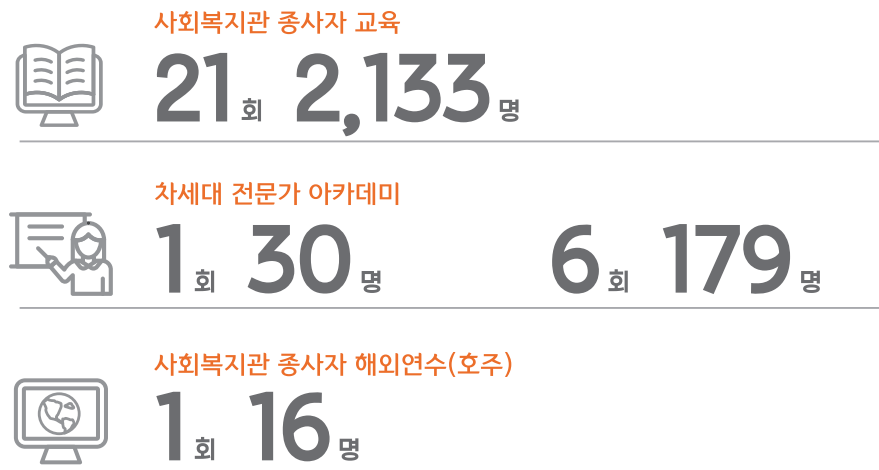 사회복지관 종사자 교육
21회 2,133명
차세대 전문가 아카데미
1회 30명 6회 179명
사회복지관 종사자 해외연수(호주)
1회 16명